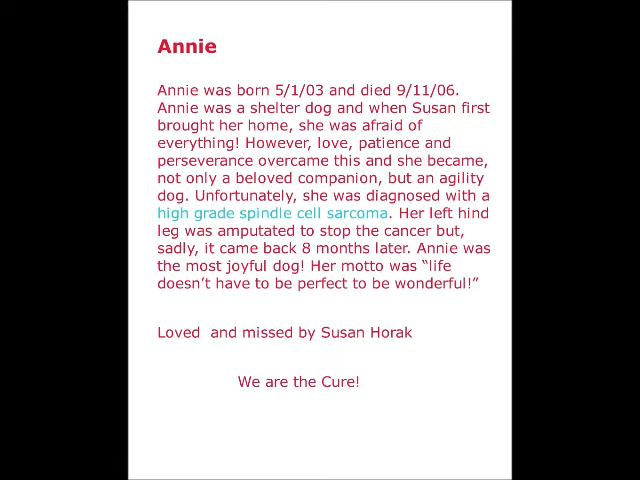 Annie
Annie was born 5/1/03 and died 9/11/06.
Annie was a shelter dog and when Susan first
brought her home, she was afraid of
everything! However, love, patience and
perseverance overcame this and she became,
not only a beloved companion, but an agility
dog. Unfortunately, she was diagnosed with a
high grade spindle cell sarcoma. Her left hind
leg was amputated to stop the cancer but,
sadly, it came back 8 months later. Annie was
the most joyful dog! Her motto was “life
doesn’t have to be perfect to be wonderful!”
Loved  and missed by Susan Horak
We are the Cure!